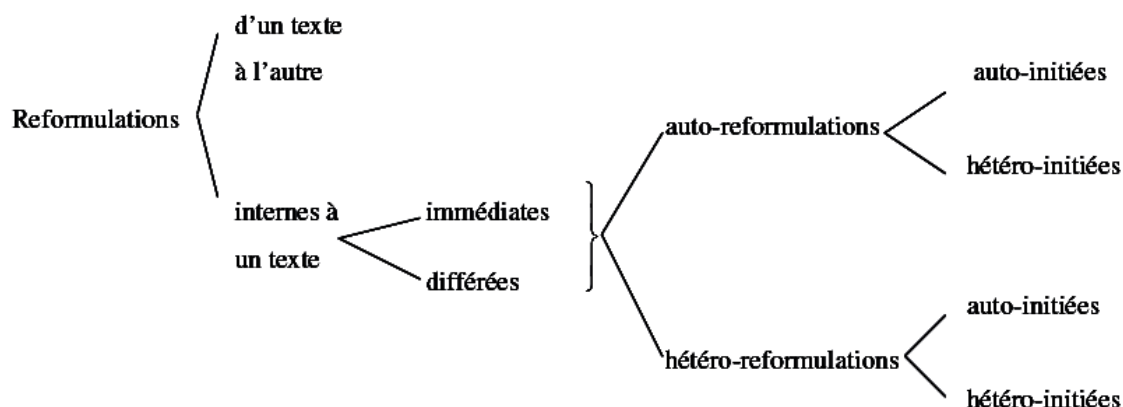 d'un texte
à l'autre
Reformulations
internes à
un texte
immédiates
différées
auto-reformulations
auto-initiées
hétéro-initiées
hétéro-reformulations
auto-initiées
hétéro-initiées